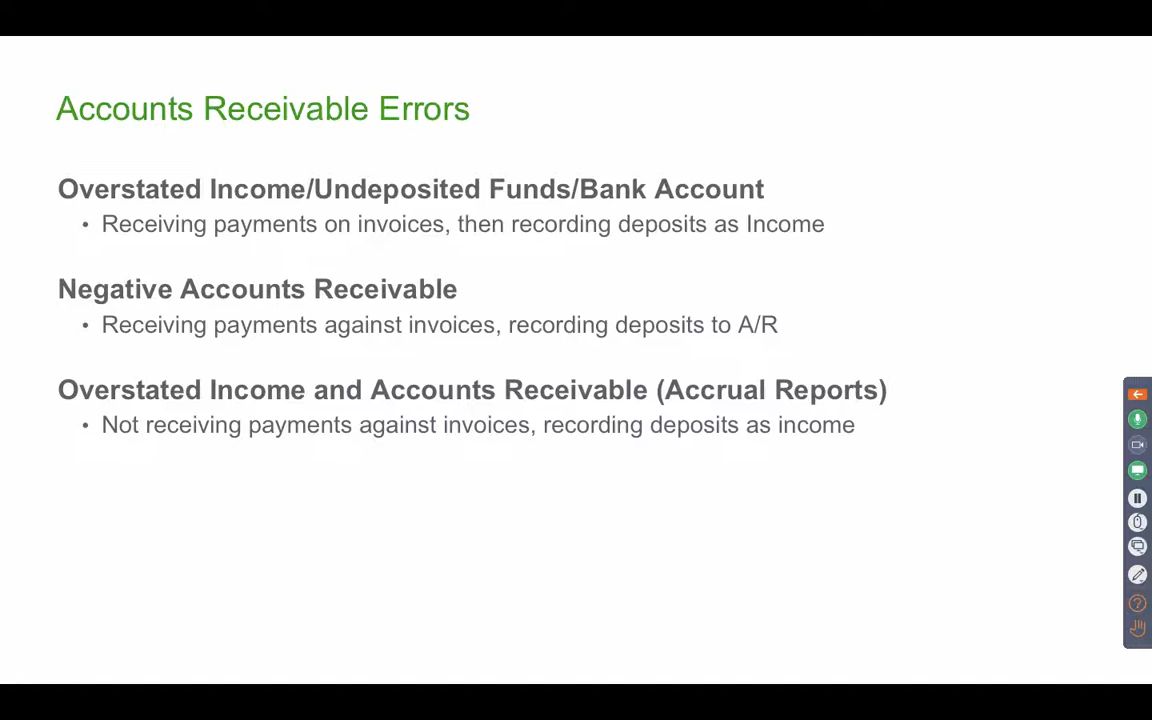 Accounts Receivable Errors
Overstated Income/Undeposited Funds/Bank Account
• Receiving payments on invoices, then recording deposits as Income
Negative Accounts Receivable
• Receiving payments against invoices, recording deposits to A/R
Overstated Income and Accounts Receivable (Accrual Reports)
• Not receiving payments against invoices, recording deposits as income